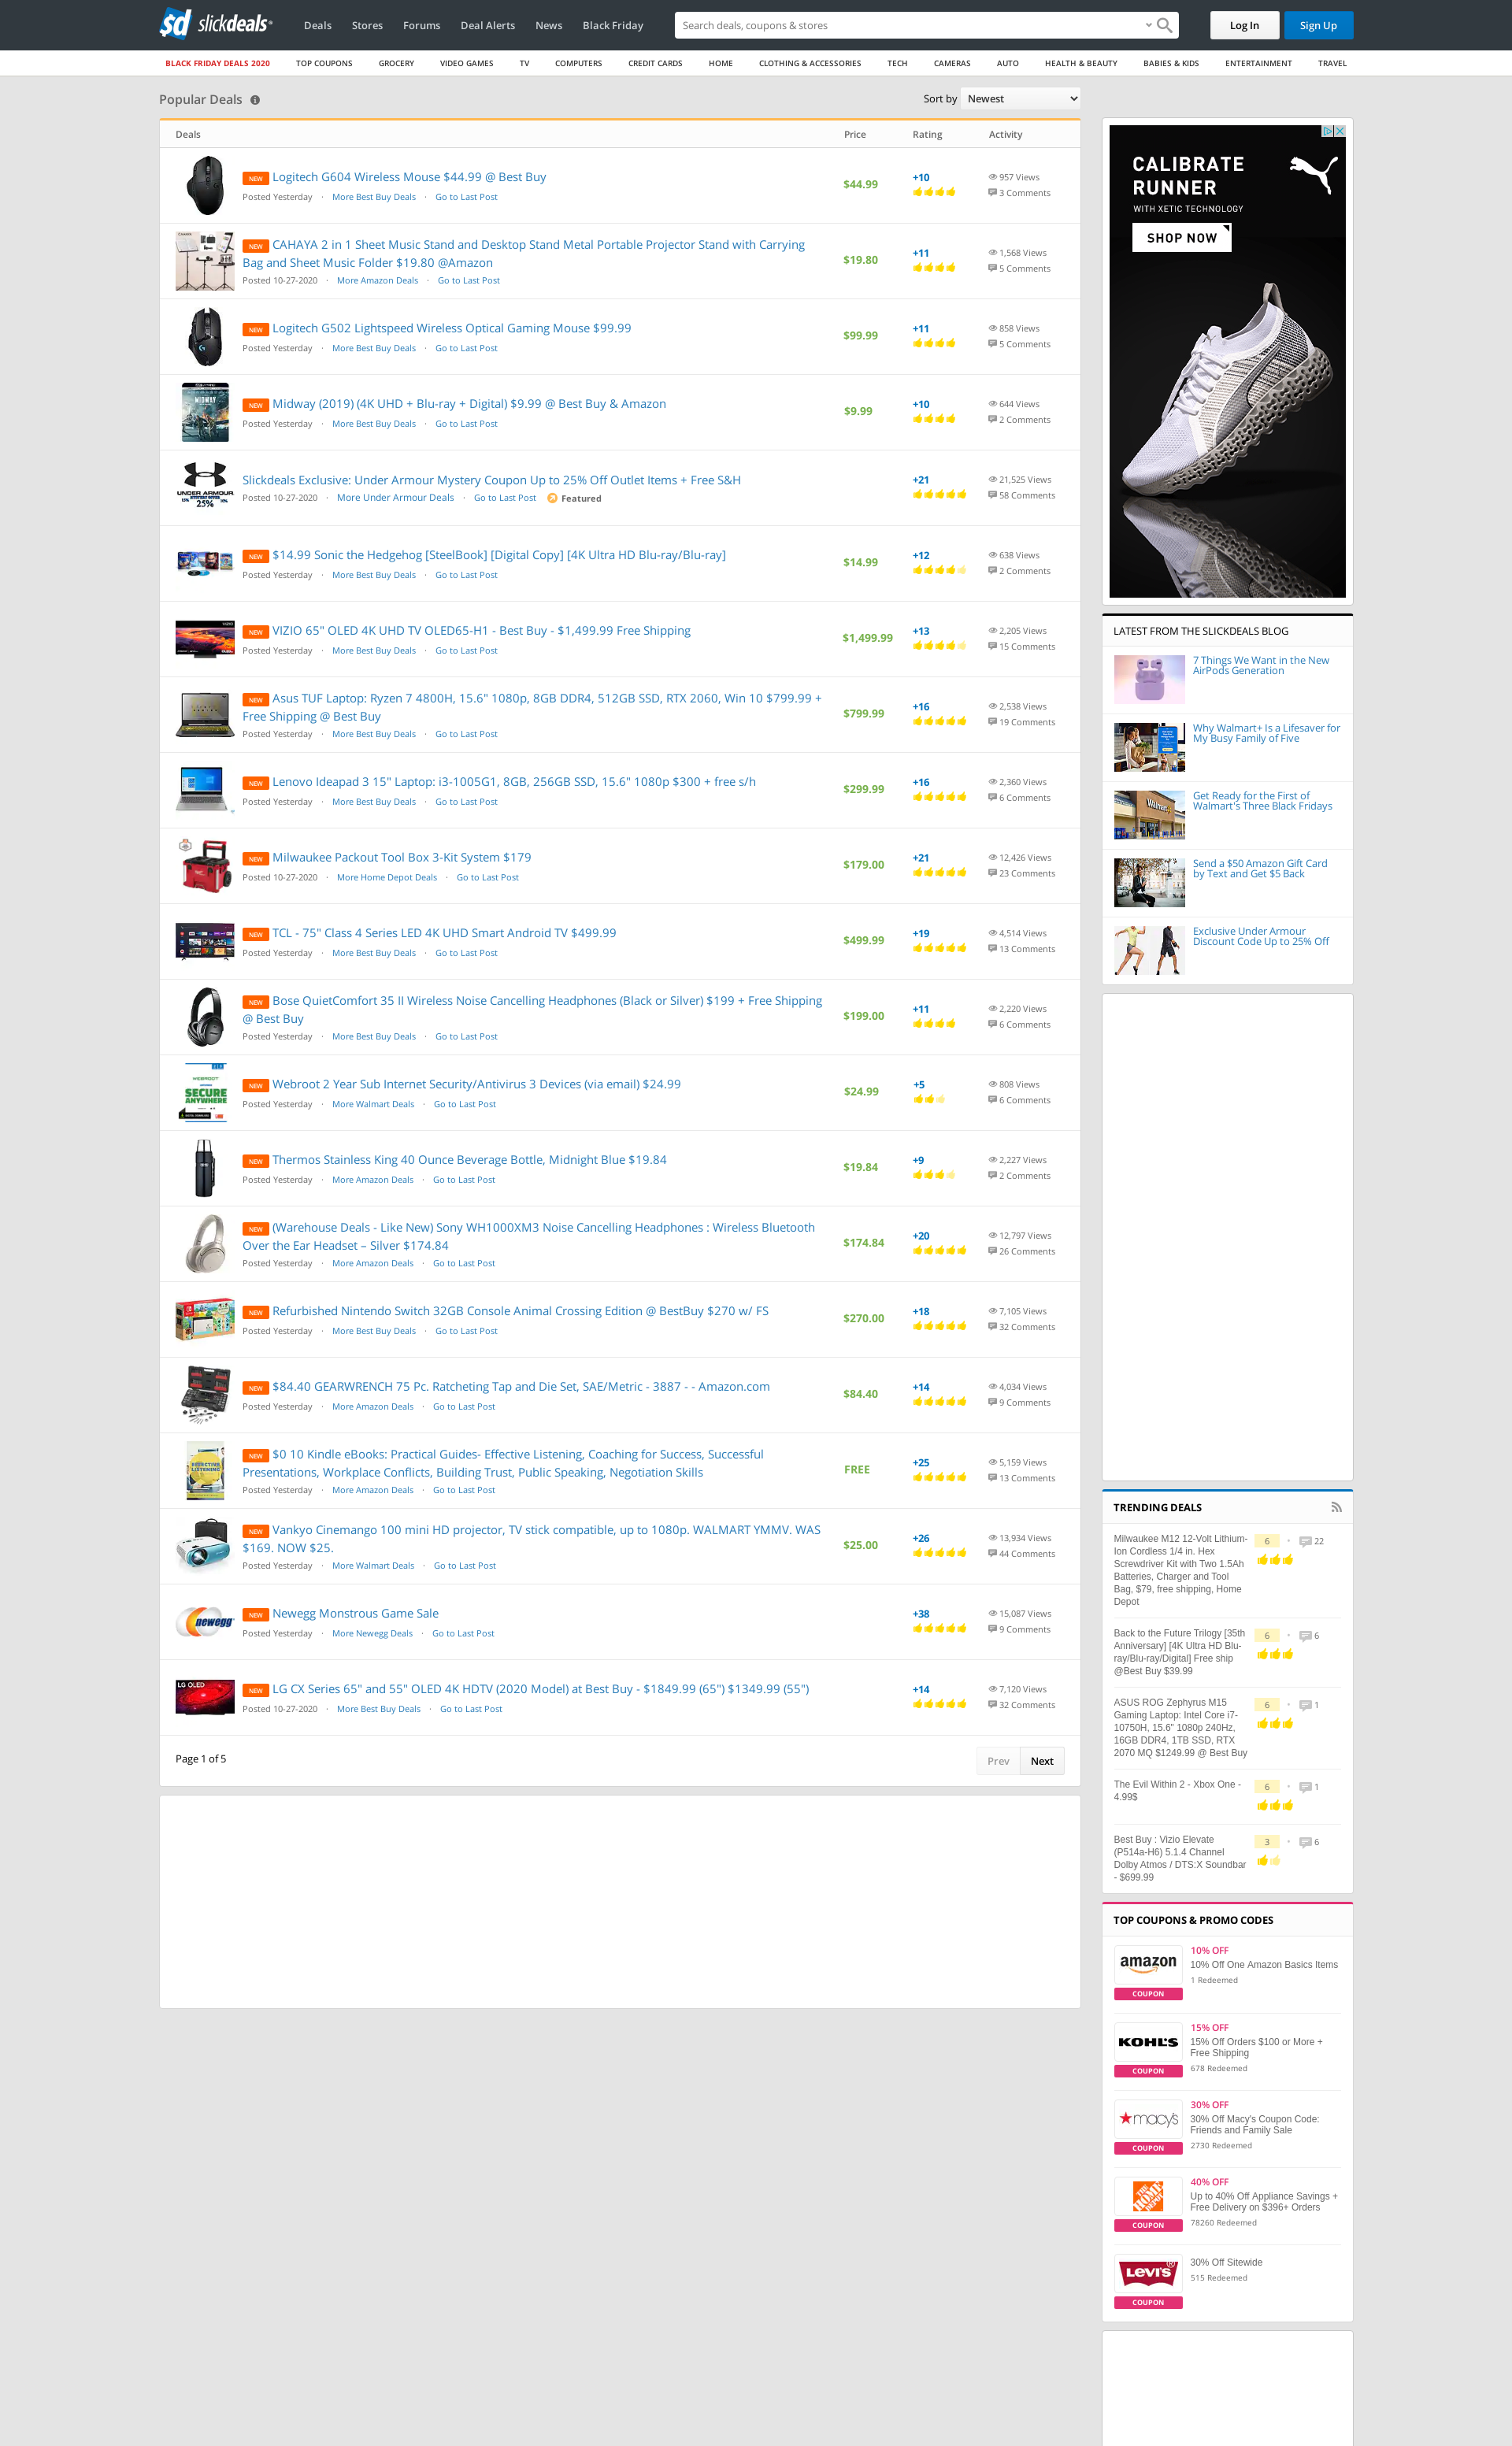 sd slickdeals
Deals Stores Forums Deal Alerts News Black Friday
Search deals, coupons & stores
Log In Sign Up
BLACK FRIDAY DEALS 2020 TOP COUPONS GROCERY VIDEO GAMES TV COMPUTERS CREDIT CARDS HOME CLOTHING & ACCESSORIES TECH CAMERAS AUTO HEALTH & BEAUTY BABIES & KIDS ENTERTAINMENT TRAVEL
Popular Deals
Sort by Newest
Deals Price Rating Activity
NEW Logitech G604 Wireless Mouse $44.99 @ Best Buy
Posted Yesterday · More Best Buy Deals · Go to Last Post
$44.99
+10
957 Views
3 Comments
NEW CAHAYA 2 in 1 Sheet Music Stand and Desktop Stand Metal Portable Projector Stand with Carrying
Bag and Sheet Music Folder $19.80 @Amazon
Posted 10-27-2020 · More Amazon Deals · Go to Last Post
$19.80
+11
1,568 Views
5 Comments
NEW Logitech G502 Lightspeed Wireless Optical Gaming Mouse $99.99
Posted Yesterday · More Best Buy Deals · Go to Last Post
$99.99
+11
858 Views
5 Comments
MIDWAY
NEW Midway (2019) (4K UHD + Blu-ray + Digital) $9.99 @ Best Buy & Amazon
Posted Yesterday · More Best Buy Deals · Go to Last Post
$9.99
+10
644 Views
2 Comments
UNDER ARMOUR
25%
Slickdeals Exclusive: Under Armour Mystery Coupon Up to 25% Off Outlet Items + Free S&H
Posted 10-27-2020 · More Under Armour Deals · Go to Last Post Featured
+21
21,525 Views
58 Comments
NEW $14.99 Sonic the Hedgehog [SteelBook] [Digital Copy] [4K Ultra HD Blu-ray/Blu-ray]
Posted Yesterday · More Best Buy Deals · Go to Last Post
$14.99
+12
638 Views
2 Comments
NEW VIZIO 65" OLED 4K UHD TV OLED65-H1 - Best Buy - $1,499.99 Free Shipping
Posted Yesterday · More Best Buy Deals · Go to Last Post
$1,499.99
+13
2,205 Views
15 Comments
NEW Asus TUF Laptop: Ryzen 7 4800H, 15.6" 1080p, 8GB DDR4, 512GB SSD, RTX 2060, Win 10 $799.99 +
Free Shipping @ Best Buy
Posted Yesterday · More Best Buy Deals · Go to Last Post
$799.99
+16
2,538 Views
19 Comments
NEW Lenovo Ideapad 3 15" Laptop: i3-1005G1, 8GB, 256GB SSD, 15.6" 1080p $300 + free s/h
Posted Yesterday · More Best Buy Deals · Go to Last Post
$299.99
+16
2,360 Views
6 Comments
NEW Milwaukee Packout Tool Box 3-Kit System $179
Posted 10-27-2020 · More Home Depot Deals · Go to Last Post
$179.00
+21
12,426 Views
23 Comments
NEW TCL - 75" Class 4 Series LED 4K UHD Smart Android TV $499.99
Posted Yesterday · More Best Buy Deals · Go to Last Post
$499.99
+19
4,514 Views
13 Comments
NEW Bose QuietComfort 35 II Wireless Noise Cancelling Headphones (Black or Silver) $199 + Free Shipping
@ Best Buy
Posted Yesterday · More Best Buy Deals · Go to Last Post
$199.00
+11
2,220 Views
6 Comments
WEBROOT
SECURE
ANYWHERE
NEW Webroot 2 Year Sub Internet Security/Antivirus 3 Devices (via email) $24.99
Posted Yesterday · More Walmart Deals · Go to Last Post
$24.99
+5
808 Views
6 Comments
NEW Thermos Stainless King 40 Ounce Beverage Bottle, Midnight Blue $19.84
Posted Yesterday · More Amazon Deals · Go to Last Post
$19.84
+9
2,227 Views
2 Comments
NEW (Warehouse Deals - Like New) Sony WH1000XM3 Noise Cancelling Headphones : Wireless Bluetooth
Over the Ear Headset – Silver $174.84
Posted Yesterday · More Amazon Deals · Go to Last Post
$174.84
+20
12,797 Views
26 Comments
NEW Refurbished Nintendo Switch 32GB Console Animal Crossing Edition @ BestBuy $270 w/ FS
Posted Yesterday · More Best Buy Deals · Go to Last Post
$270.00
+18
7,105 Views
32 Comments
NEW $84.40 GEARWRENCH 75 Pc. Ratcheting Tap and Die Set, SAE/Metric - 3887 - - Amazon.com
Posted Yesterday · More Amazon Deals · Go to Last Post
$84.40
+14
4,034 Views
9 Comments
EFFECTIVE
LISTENING
NEW $0 10 Kindle eBooks: Practical Guides- Effective Listening, Coaching for Success, Successful
Presentations, Workplace Conflicts, Building Trust, Public Speaking, Negotiation Skills
Posted Yesterday · More Amazon Deals · Go to Last Post
FREE
+25
5,159 Views
13 Comments
NEW Vankyo Cinemango 100 mini HD projector, TV stick compatible, up to 1080p. WALMART YMMV. WAS
$169. NOW $25.
Posted Yesterday · More Walmart Deals · Go to Last Post
$25.00
+26
13,934 Views
44 Comments
newegg
NEW Newegg Monstrous Game Sale
Posted Yesterday · More Newegg Deals · Go to Last Post
+38
15,087 Views
9 Comments
LG OLED
NEW LG CX Series 65" and 55" OLED 4K HDTV (2020 Model) at Best Buy - $1849.99 (65") $1349.99 (55")
Posted 10-27-2020 · More Best Buy Deals · Go to Last Post
+14
7,120 Views
32 Comments
Page 1 of 5
Prev Next
CALIBRATE
RUNNER
WITH XETIC TECHNOLOGY
SHOP NOW
LATEST FROM THE SLICKDEALS BLOG
7 Things We Want in the New
AirPods Generation
Why Walmart+ Is a Lifesaver for
My Busy Family of Five
Walmart
Get Ready for the First of
Walmart's Three Black Fridays
Send a $50 Amazon Gift Card
by Text and Get $5 Back
Exclusive Under Armour
Discount Code Up to 25% Off
TRENDING DEALS
Milwaukee M12 12-Volt Lithium-
Ion Cordless 1/4 in. Hex
Screwdriver Kit with Two 1.5Ah
Batteries, Charger and Tool
Bag, $79, free shipping, Home
Depot
6 • 22
Back to the Future Trilogy [35th
Anniversary] [4K Ultra HD Blu-
ray/Blu-ray/Digital] Free ship
@Best Buy $39.99
6 • 6
ASUS ROG Zephyrus M15
Gaming Laptop: Intel Core i7-
10750H, 15.6" 1080p 240Hz,
16GB DDR4, 1TB SSD, RTX
2070 MQ $1249.99 @ Best Buy
6 • 1
The Evil Within 2 - Xbox One -
4.99$
6 • 1
Best Buy : Vizio Elevate
(P514a-H6) 5.1.4 Channel
Dolby Atmos / DTS:X Soundbar
- $699.99
3 • 6
TOP COUPONS & PROMO CODES
amazon
COUPON
10% OFF
10% Off One Amazon Basics Items
1 Redeemed
KOHL'S
COUPON
15% OFF
15% Off Orders $100 or More +
Free Shipping
678 Redeemed
macy's
COUPON
30% OFF
30% Off Macy's Coupon Code:
Friends and Family Sale
2730 Redeemed
THE HOME DEPOT
COUPON
40% OFF
Up to 40% Off Appliance Savings +
Free Delivery on $396+ Orders
78260 Redeemed
LEVI'S
COUPON
30% Off Sitewide
515 Redeemed